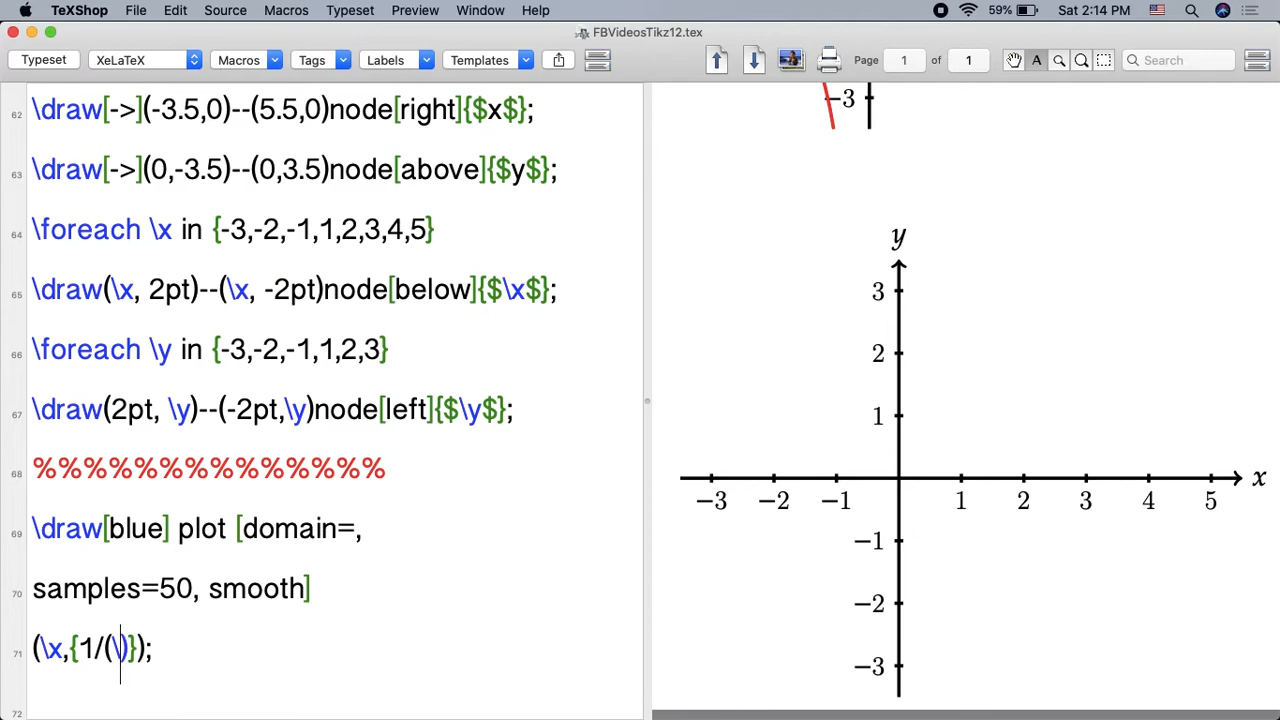 TeXShop File Edit Source Macros Typeset Preview Window Help 59% Sat 2:14 PM
FBVideosTikz12.tex
Typeset XeLaTeX Macros Tags Labels Templates Page 1 of 1 A Search
62 \draw[->](-3.5,0)--(5.5,0)node[right]{$x$};
63 \draw[->](0,-3.5)--(0,3.5)node[above]{$y$};
64 \foreach \x in {-3,-2,-1,1,2,3,4,5}
65 \draw(\x, 2pt)--(\x, -2pt)node[below]{$\x$};
66 \foreach \y in {-3,-2,-1,1,2,3}
67 \draw(2pt, \y)--(-2pt,\y)node[left]{$\y$};
68 %%%%%%%%%%%%%%
69 \draw[blue] plot [domain=,
70 samples=50, smooth]
71 (\x,{1/(\)});
72
−3
y
3
2
1
x
−3 −2 −1 1 2 3 4 5
−1
−2
−3